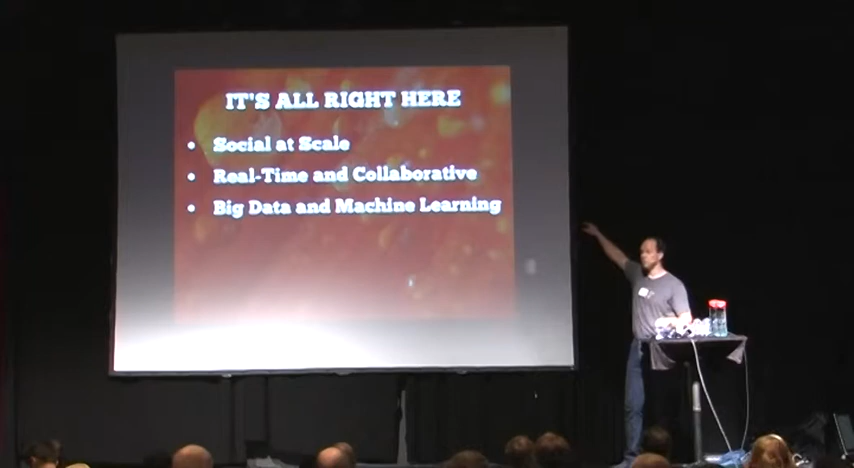 IT'S ALL RIGHT HERE
• Social at Scale
• Real-Time and Collaborative
• Big Data and Machine Learning